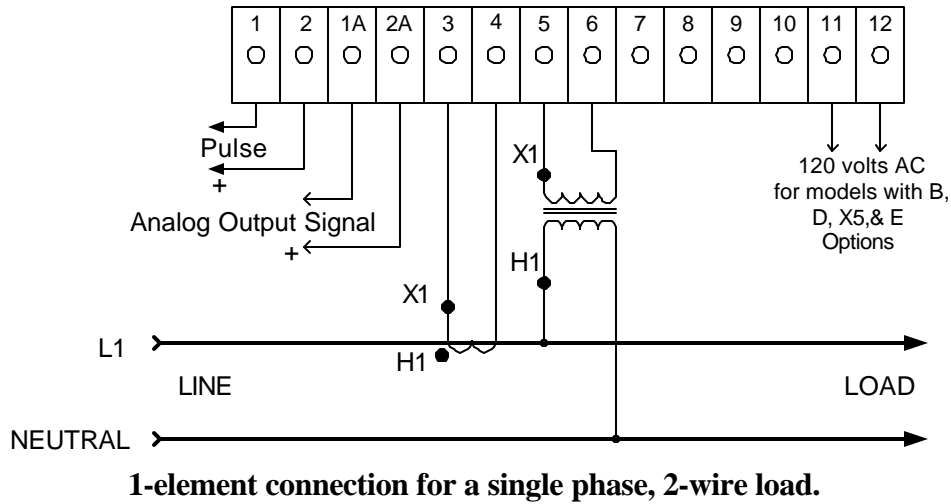 1 2 1A 2A 3 4 5 6 7 8 9 10 11 12
Pulse
+
Analog Output Signal
+
X1
H1
X1
H1
120 volts AC
for models with B,
D, X5,& E
Options
L1
LINE
LOAD
NEUTRAL
1-element connection for a single phase, 2-wire load.